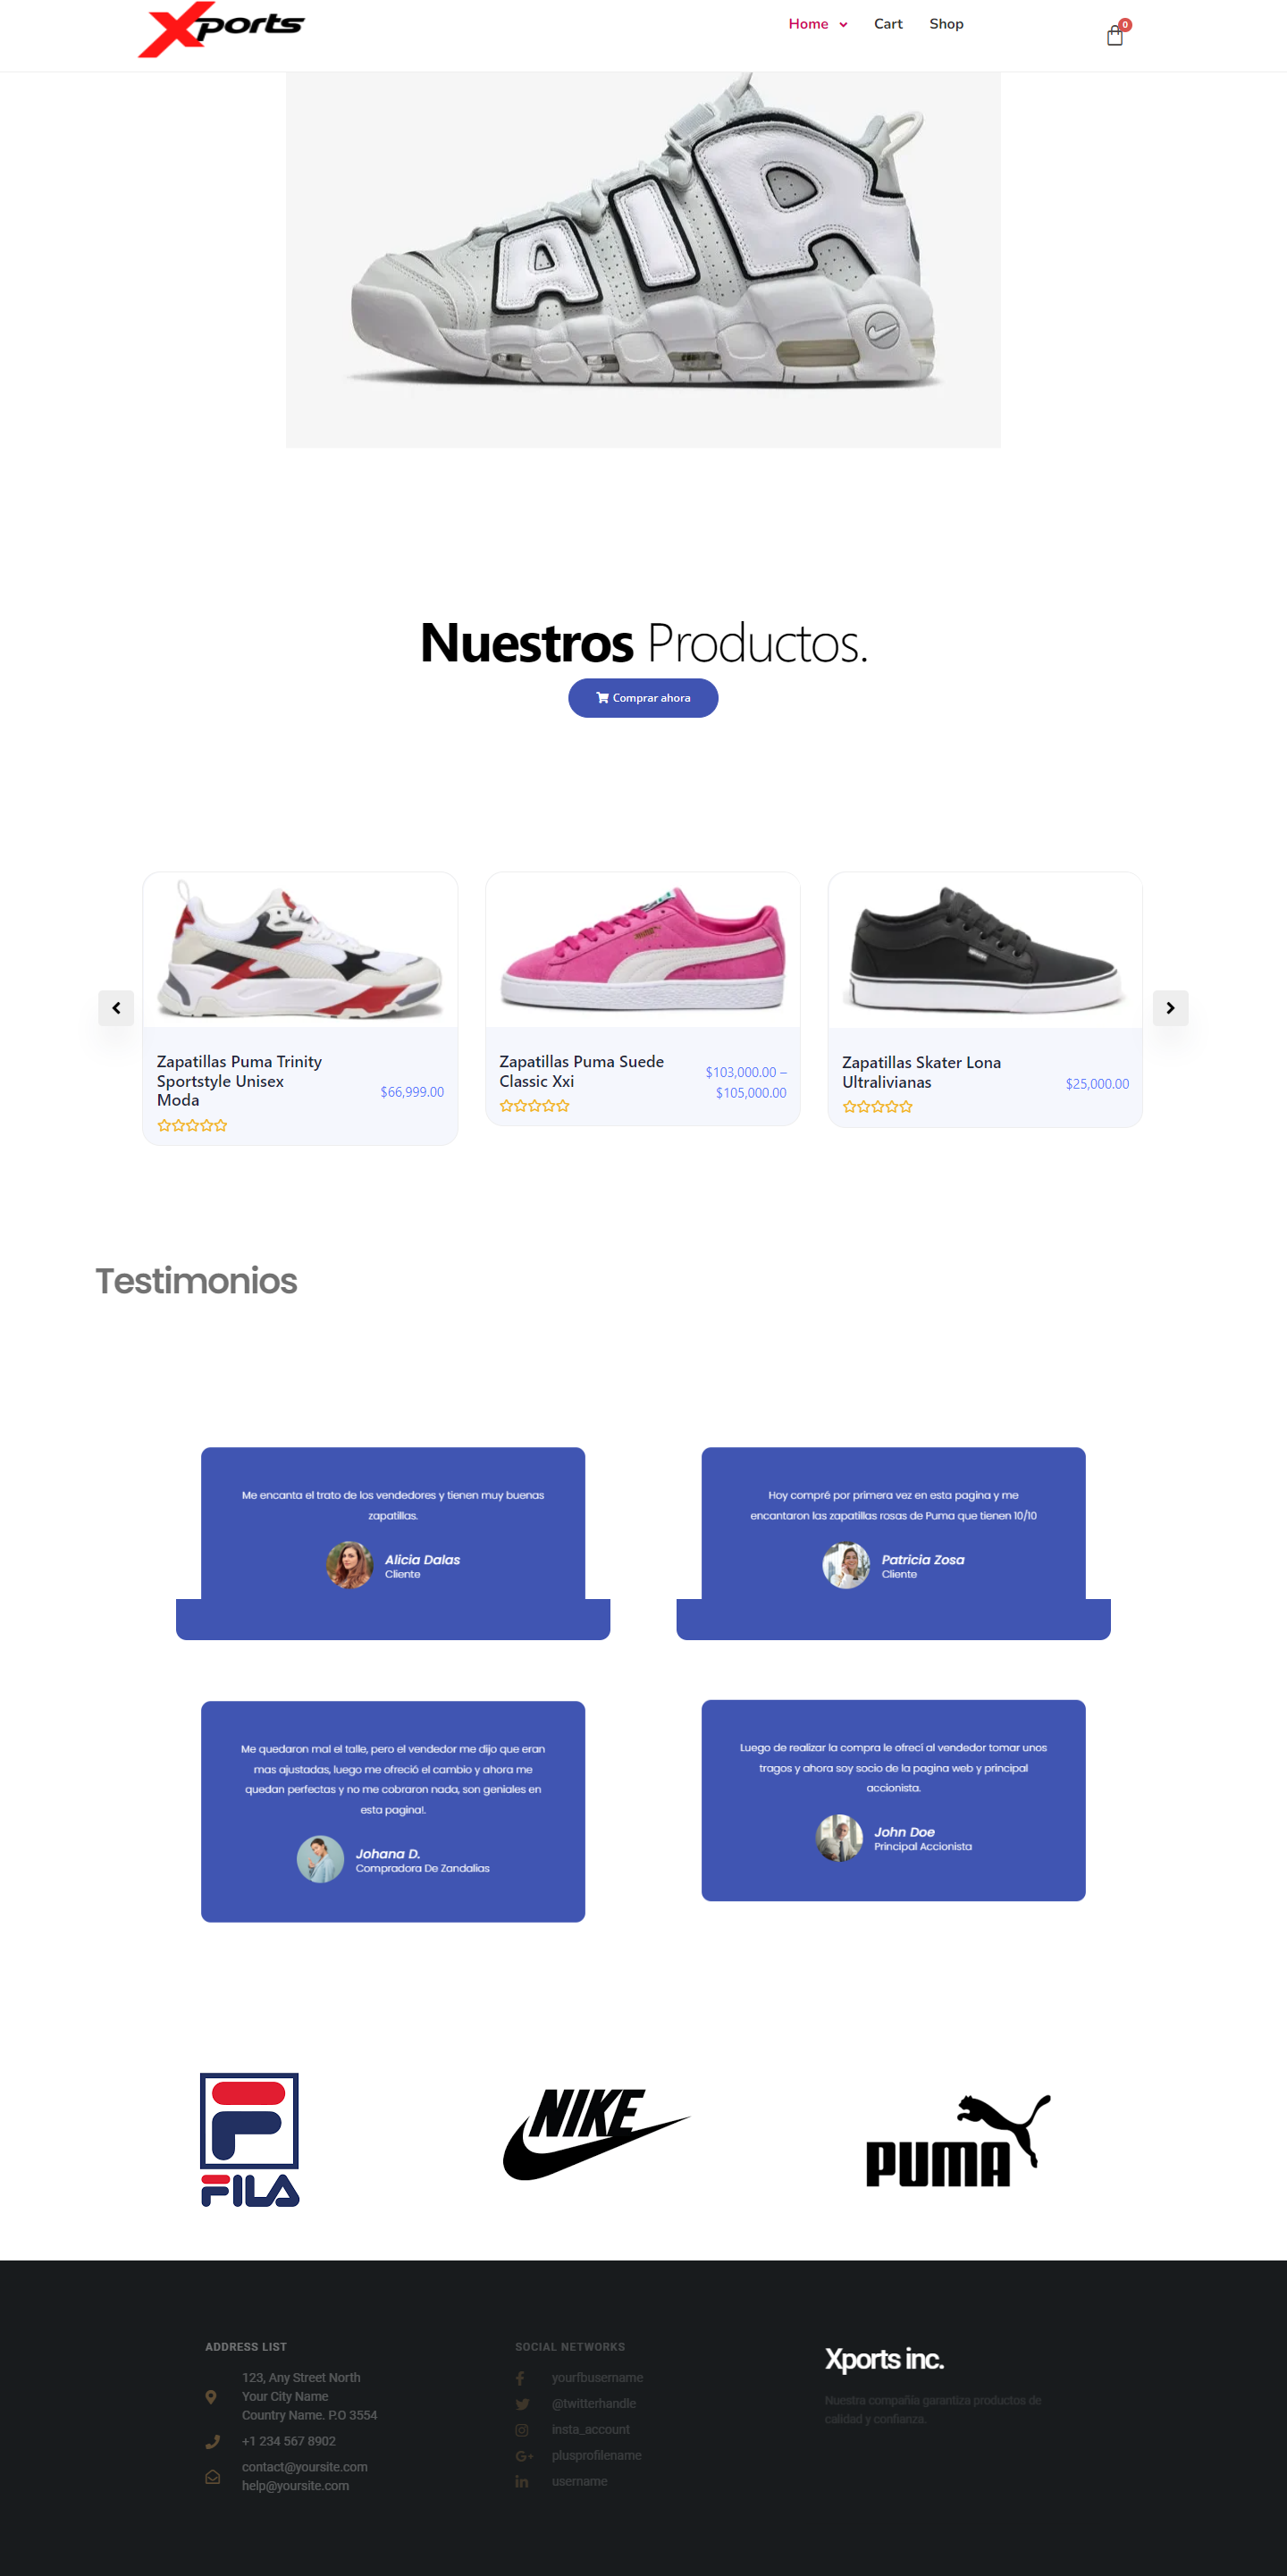 Xports
Home
Cart
Shop
0
AIR
Nuestros Productos.
Comprar ahora
Zapatillas Puma Trinity
Sportstyle Unisex
Moda
$66,999.00
Zapatillas Puma Suede
Classic Xxi
$103,000.00 –
$105,000.00
Zapatillas Skater Lona
Ultralivianas
$25,000.00
Testimonios
Me encanta el trato de los vendedores y tienen muy buenas
zapatillas.
Alicia Dalas
Cliente
Hoy compré por primera vez en esta pagina y me
encantaron las zapatillas rosas de Puma que tienen 10/10
Patricia Zosa
Cliente
Me quedaron mal el talle, pero el vendedor me dijo que eran
mas ajustadas, luego me ofreció el cambio y ahora me
quedan perfectas y no me cobraron nada, son geniales en
esta pagina!.
Johana D.
Compradora De Zandalias
Luego de realizar la compra le ofrecí al vendedor tomar unos
tragos y ahora soy socio de la pagina web y principal
accionista.
John Doe
Principal Accionista
FILA
NIKE
PUMA
ADDRESS LIST
123, Any Street North
Your City Name
Country Name. P.O 3554
+1 234 567 8902
contact@yoursite.com
help@yoursite.com
SOCIAL NETWORKS
yourfbusername
@twitterhandle
insta_account
plusprofilename
username
Xports inc.
Nuestra compañia garantiza productos de
calidad y confianza.